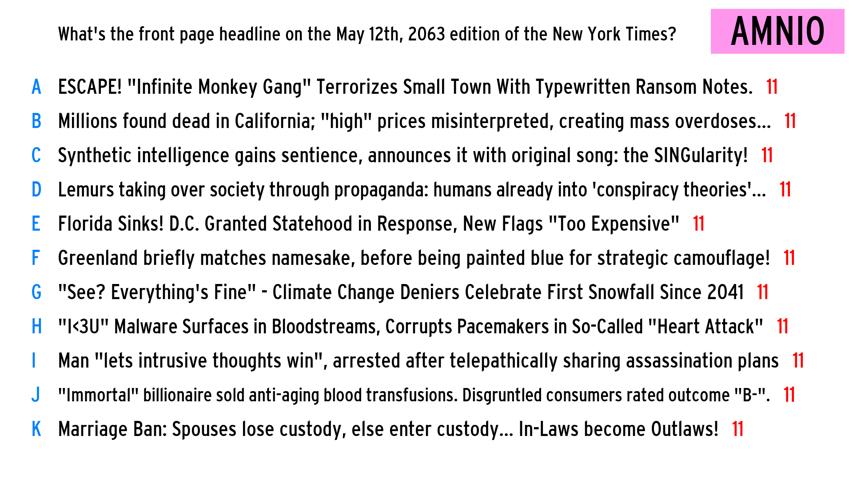 What's the front page headline on the May 12th, 2063 edition of the New York Times?
AMNIO
A ESCAPE! "Infinite Monkey Gang" Terrorizes Small Town With Typewritten Ransom Notes. 11
B Millions found dead in California; "high" prices misinterpreted, creating mass overdoses... 11
C Synthetic intelligence gains sentience, announces it with original song: the SINGularity! 11
D Lemurs taking over society through propaganda: humans already into 'conspiracy theories'... 11
E Florida Sinks! D.C. Granted Statehood in Response, New Flags "Too Expensive" 11
F Greenland briefly matches namesake, before being painted blue for strategic camouflage! 11
G "See? Everything's Fine" - Climate Change Deniers Celebrate First Snowfall Since 2041 11
H "I<3U" Malware Surfaces in Bloodstreams, Corrupts Pacemakers in So-Called "Heart Attack" 11
I Man "lets intrusive thoughts win", arrested after telepathically sharing assassination plans 11
J "Immortal" billionaire sold anti-aging blood transfusions. Disgruntled consumers rated outcome "B-". 11
K Marriage Ban: Spouses lose custody, else enter custody... In-Laws become Outlaws! 11